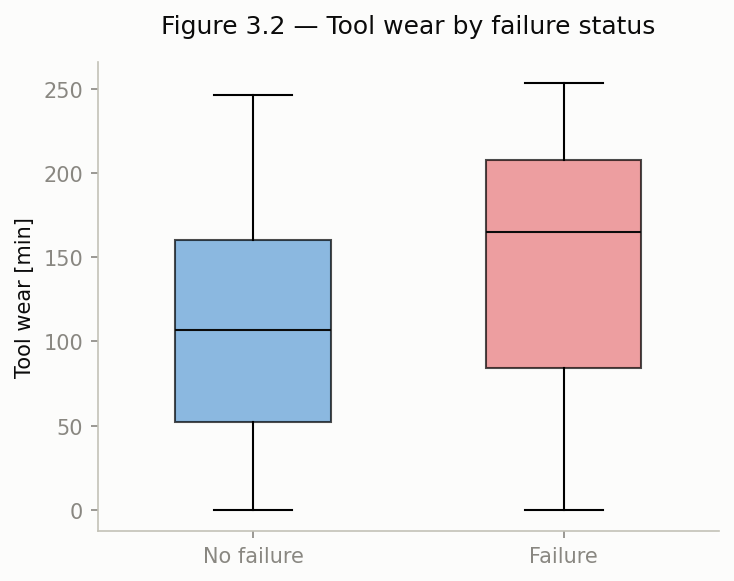 Figure 3.2 — Tool wear by failure status
Tool wear [min]
250
200
150
100
50
0
No failure
Failure